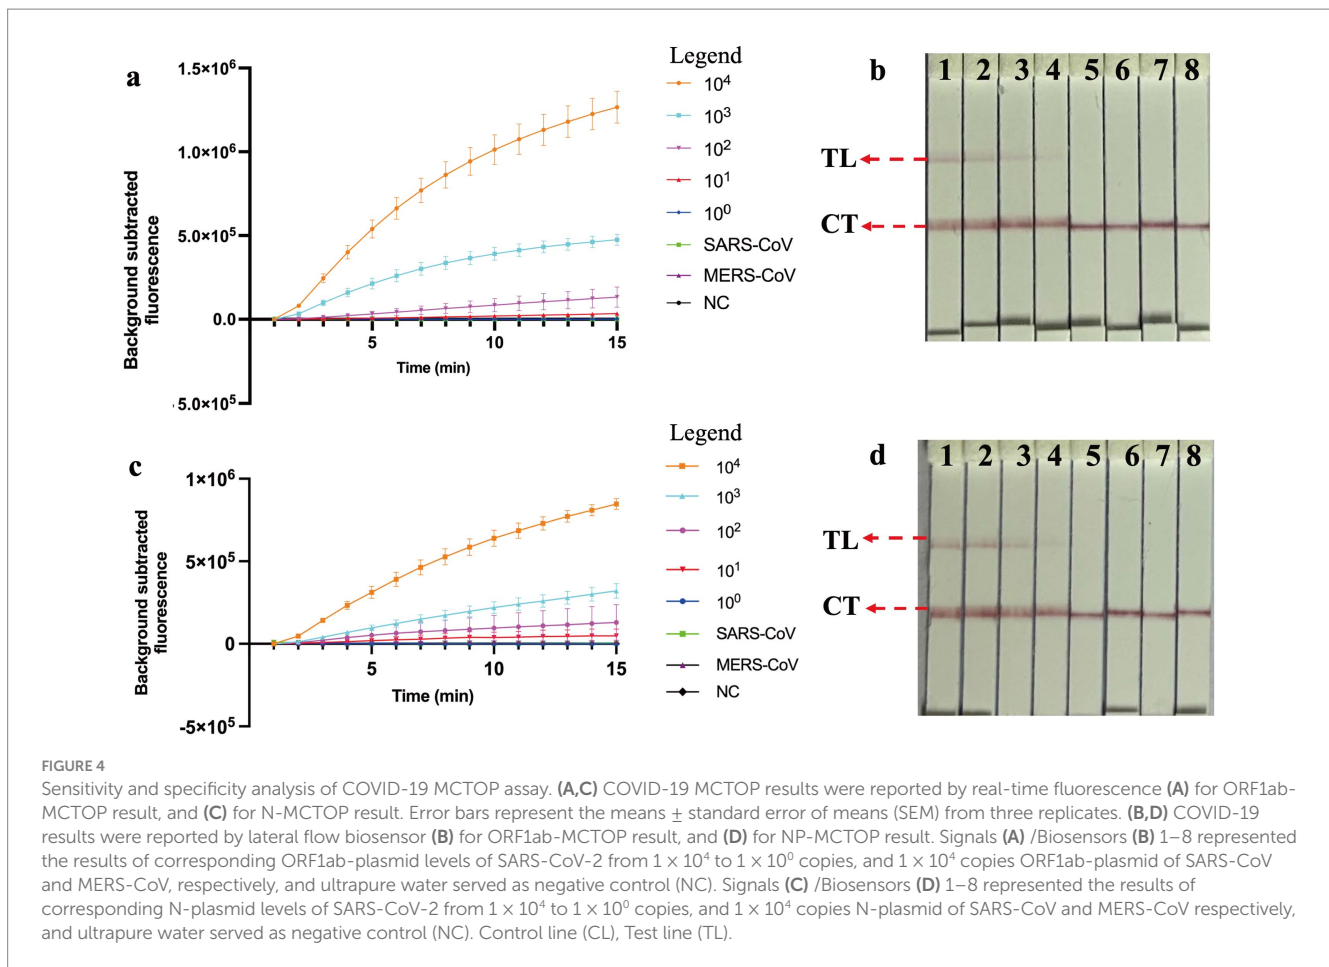 a
Legend
1.5×10⁶
1.0×10⁶
5.0×10⁵
0.0
5.0×10⁵
Background subtracted
fluorescence
5
10
15
Time (min)
10⁴
10³
10²
10¹
10⁰
SARS-CoV
MERS-CoV
NC
b
1 2 3 4 5 6 7 8
TL
CT
c
Legend
1×10⁶
5×10⁵
0
-5×10⁵
Background subtracted
fluorescence
5
10
15
Time (min)
10⁴
10³
10²
10¹
10⁰
SARS-CoV
MERS-CoV
NC
d
1 2 3 4 5 6 7 8
TL
CT
FIGURE 4
Sensitivity and specificity analysis of COVID-19 MCTOP assay. (A,C) COVID-19 MCTOP results were reported by real-time fluorescence (A) for ORF1ab-
MCTOP result, and (C) for N-MCTOP result. Error bars represent the means ± standard error of means (SEM) from three replicates. (B,D) COVID-19
results were reported by lateral flow biosensor (B) for ORF1ab-MCTOP result, and (D) for NP-MCTOP result. Signals (A) /Biosensors (B) 1–8 represented
the results of corresponding ORF1ab-plasmid levels of SARS-CoV-2 from 1 × 10⁴ to 1 × 10⁰ copies, and 1 × 10⁴ copies ORF1ab-plasmid of SARS-CoV
and MERS-CoV, respectively, and ultrapure water served as negative control (NC). Signals (C) /Biosensors (D) 1–8 represented the results of
corresponding N-plasmid levels of SARS-CoV-2 from 1 × 10⁴ to 1 × 10⁰ copies, and 1 × 10⁴ copies N-plasmid of SARS-CoV and MERS-CoV respectively,
and ultrapure water served as negative control (NC). Control line (CL), Test line (TL).